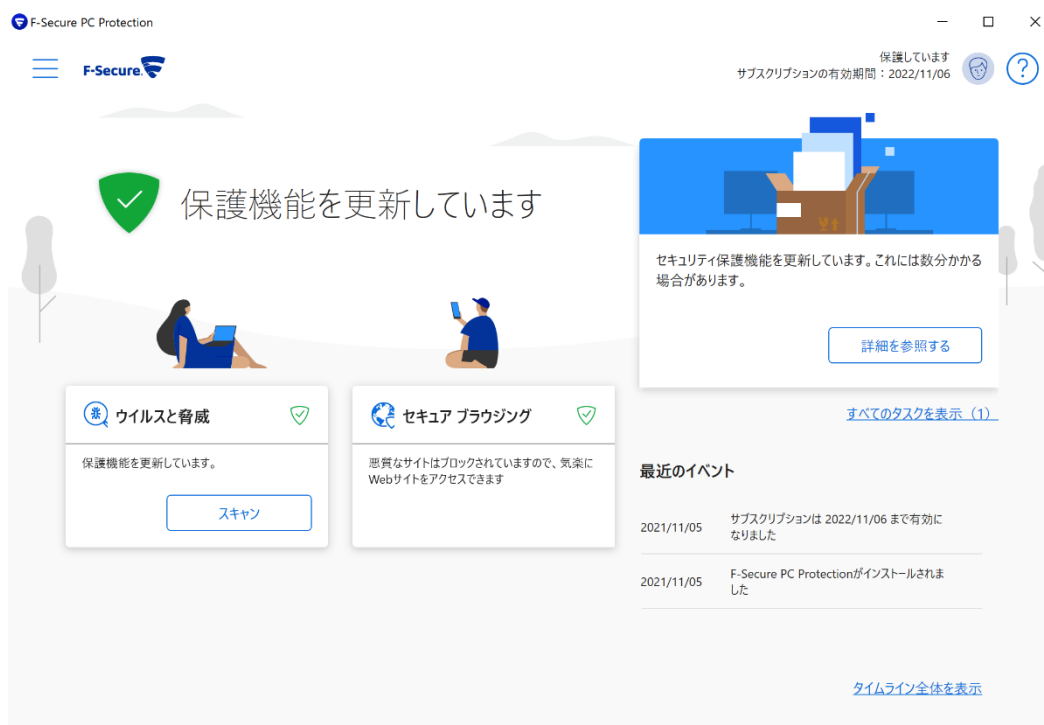 F-Secure PC Protection
F-Secure.
保護しています
サブスクリプションの有効期間：2022/11/06
?
保護機能を更新しています
セキュリティ保護機能を更新しています。これには数分かかる
場合があります。
詳細を参照する
すべてのタスクを表示（1）
ウイルスと脅威
保護機能を更新しています。
スキャン
セキュア ブラウジング
悪質なサイトはブロックされていますので、気楽に
Webサイトをアクセスできます
最近のイベント
2021/11/05
サブスクリプションは 2022/11/06 まで有効に
なりました
2021/11/05
F-Secure PC Protectionがインストールされま
した
タイムライン全体を表示